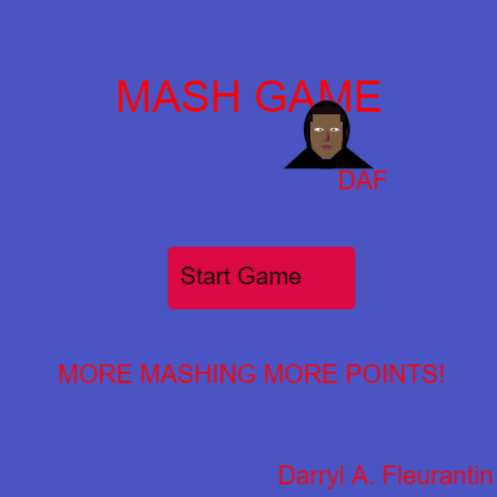 MASH GAME
DAF
Start Game
MORE MASHING MORE POINTS!
Darryl A. Fleurantin